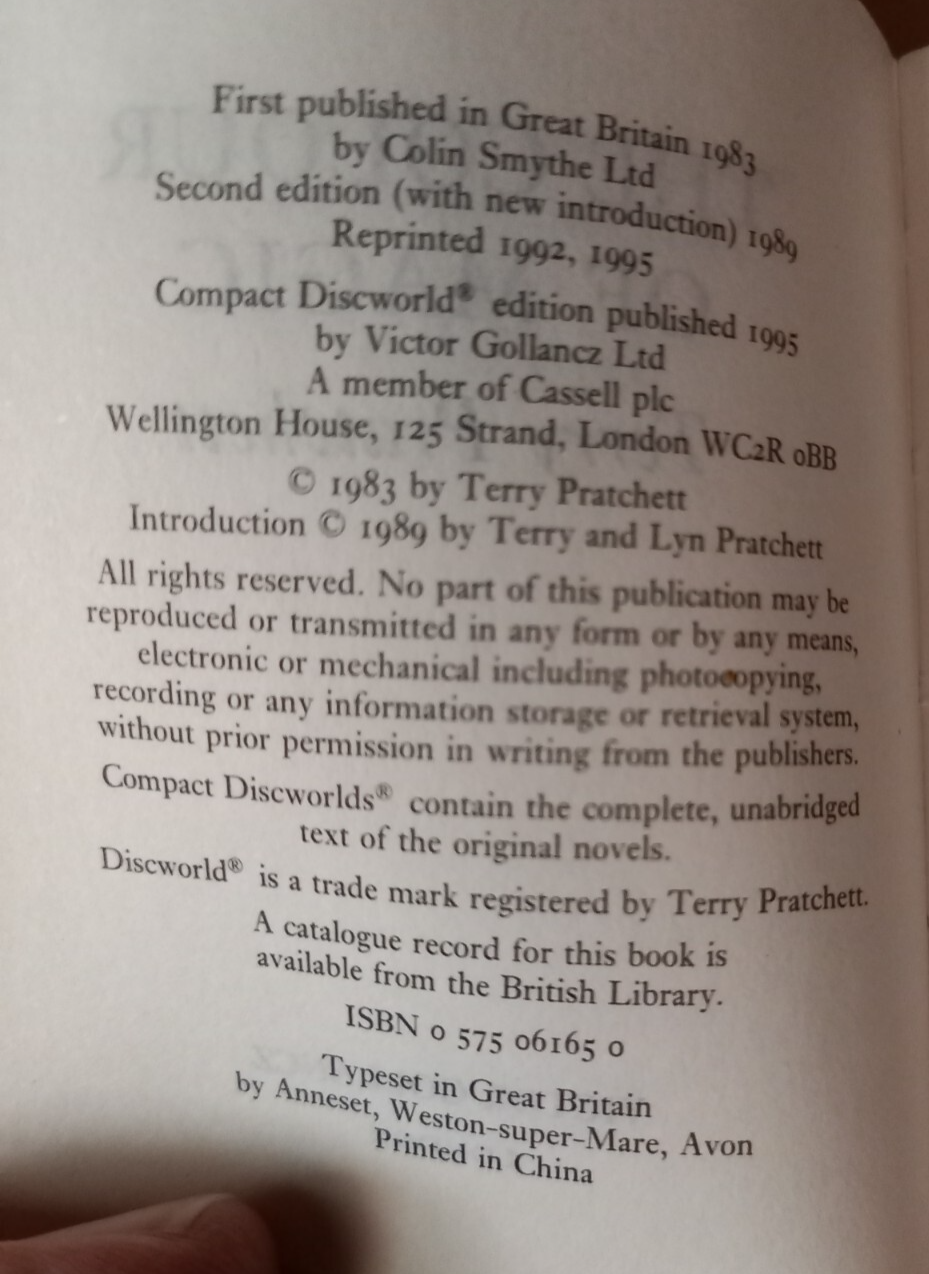 First published in Great Britain 1983
by Colin Smythe Ltd
Second edition (with new introduction) 1989
Reprinted 1992, 1995
Compact Discworld® edition published 1995
by Victor Gollancz Ltd
A member of Cassell plc
Wellington House, 125 Strand, London WC2R 0BB
© 1983 by Terry Pratchett
Introduction © 1989 by Terry and Lyn Pratchett
All rights reserved. No part of this publication may be
reproduced or transmitted in any form or by any means,
electronic or mechanical including photocopying,
recording or any information storage or retrieval system,
without prior permission in writing from the publishers.
Compact Discworlds® contain the complete, unabridged
text of the original novels.
Discworld® is a trade mark registered by Terry Pratchett.
A catalogue record for this book is
available from the British Library.
ISBN 0 575 06165 0
Typeset in Great Britain
by Anneset, Weston-super-Mare, Avon
Printed in China